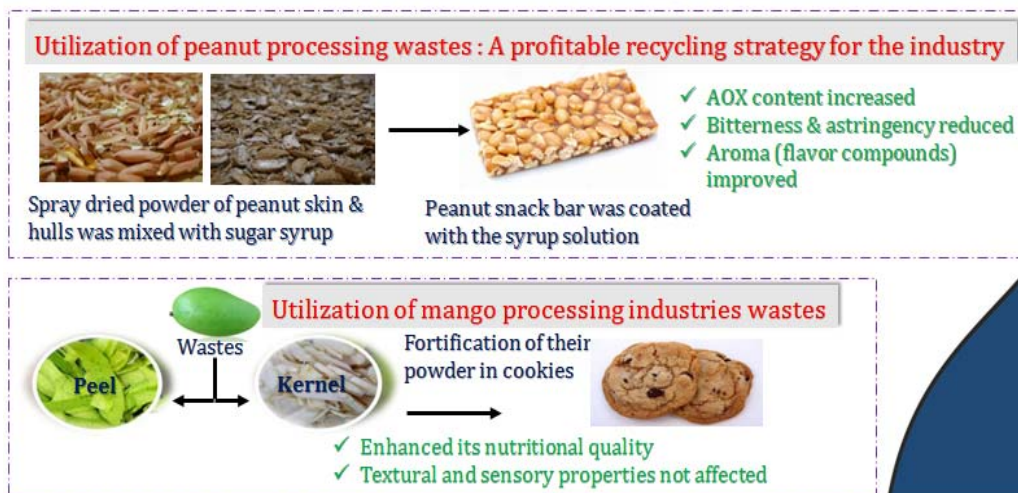 Utilization of peanut processing wastes : A profitable recycling strategy for the industry
✓ AOX content increased
✓ Bitterness & astringency reduced
✓ Aroma (flavor compounds)
improved
Spray dried powder of peanut skin &
hulls was mixed with sugar syrup
Peanut snack bar was coated
with the syrup solution
Utilization of mango processing industries wastes
Wastes
Peel
Kernel
Fortification of their
powder in cookies
✓ Enhanced its nutritional quality
✓ Textural and sensory properties not affected